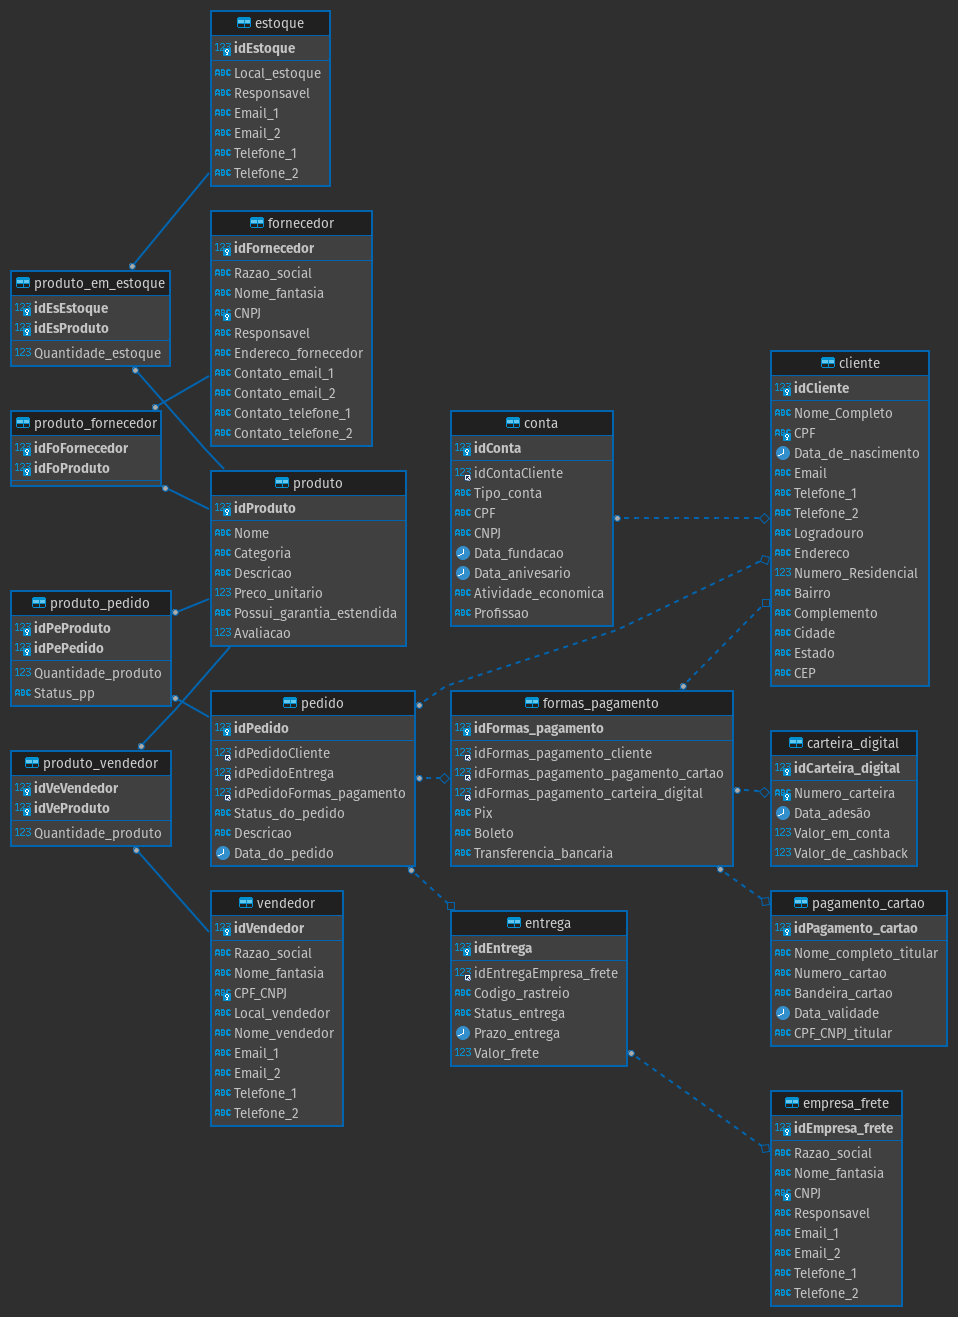 estoque
idEstoque
Local_estoque
Responsavel
Email_1
Email_2
Telefone_1
Telefone_2
fornecedor
idFornecedor
Razao_social
Nome_fantasia
CNPJ
Responsavel
Endereco_fornecedor
Contato_email_1
Contato_email_2
Contato_telefone_1
Contato_telefone_2
produto_em_estoque
idEsEstoque
idEsProduto
Quantidade_estoque
produto_fornecedor
idFoFornecedor
idFoProduto
produto
idProduto
Nome
Categoria
Descricao
Preco_unitario
Possui_garantia_estendida
Avaliacao
produto_pedido
idPeProduto
idPePedido
Quantidade_produto
Status_pp
produto_vendedor
idVeVendedor
idVeProduto
Quantidade_produto
pedido
idPedido
idPedidoCliente
idPedidoEntrega
idPedidoFormas_pagamento
Status_do_pedido
Descricao
Data_do_pedido
vendedor
idVendedor
Razao_social
Nome_fantasia
CPF_CNPJ
Local_vendedor
Nome_vendedor
Email_1
Email_2
Telefone_1
Telefone_2
conta
idConta
idContaCliente
Tipo_conta
CPF
CNPJ
Data_fundacao
Data_anivesario
Atividade_economica
Profissao
formas_pagamento
idFormas_pagamento
idFormas_pagamento_cliente
idFormas_pagamento_pagamento_cartao
idFormas_pagamento_carteira_digital
Pix
Boleto
Transferencia_bancaria
entrega
idEntrega
idEntregaEmpresa_frete
Codigo_rastreio
Status_entrega
Prazo_entrega
Valor_frete
cliente
idCliente
Nome_Completo
CPF
Data_de_nascimento
Email
Telefone_1
Telefone_2
Logradouro
Endereco
Numero_Residencial
Bairro
Complemento
Cidade
Estado
CEP
carteira_digital
idCarteira_digital
Numero_carteira
Data_adesão
Valor_em_conta
Valor_de_cashback
pagamento_cartao
idPagamento_cartao
Nome_completo_titular
Numero_cartao
Bandeira_cartao
Data_validade
CPF_CNPJ_titular
empresa_frete
idEmpresa_frete
Razao_social
Nome_fantasia
CNPJ
Responsavel
Email_1
Email_2
Telefone_1
Telefone_2